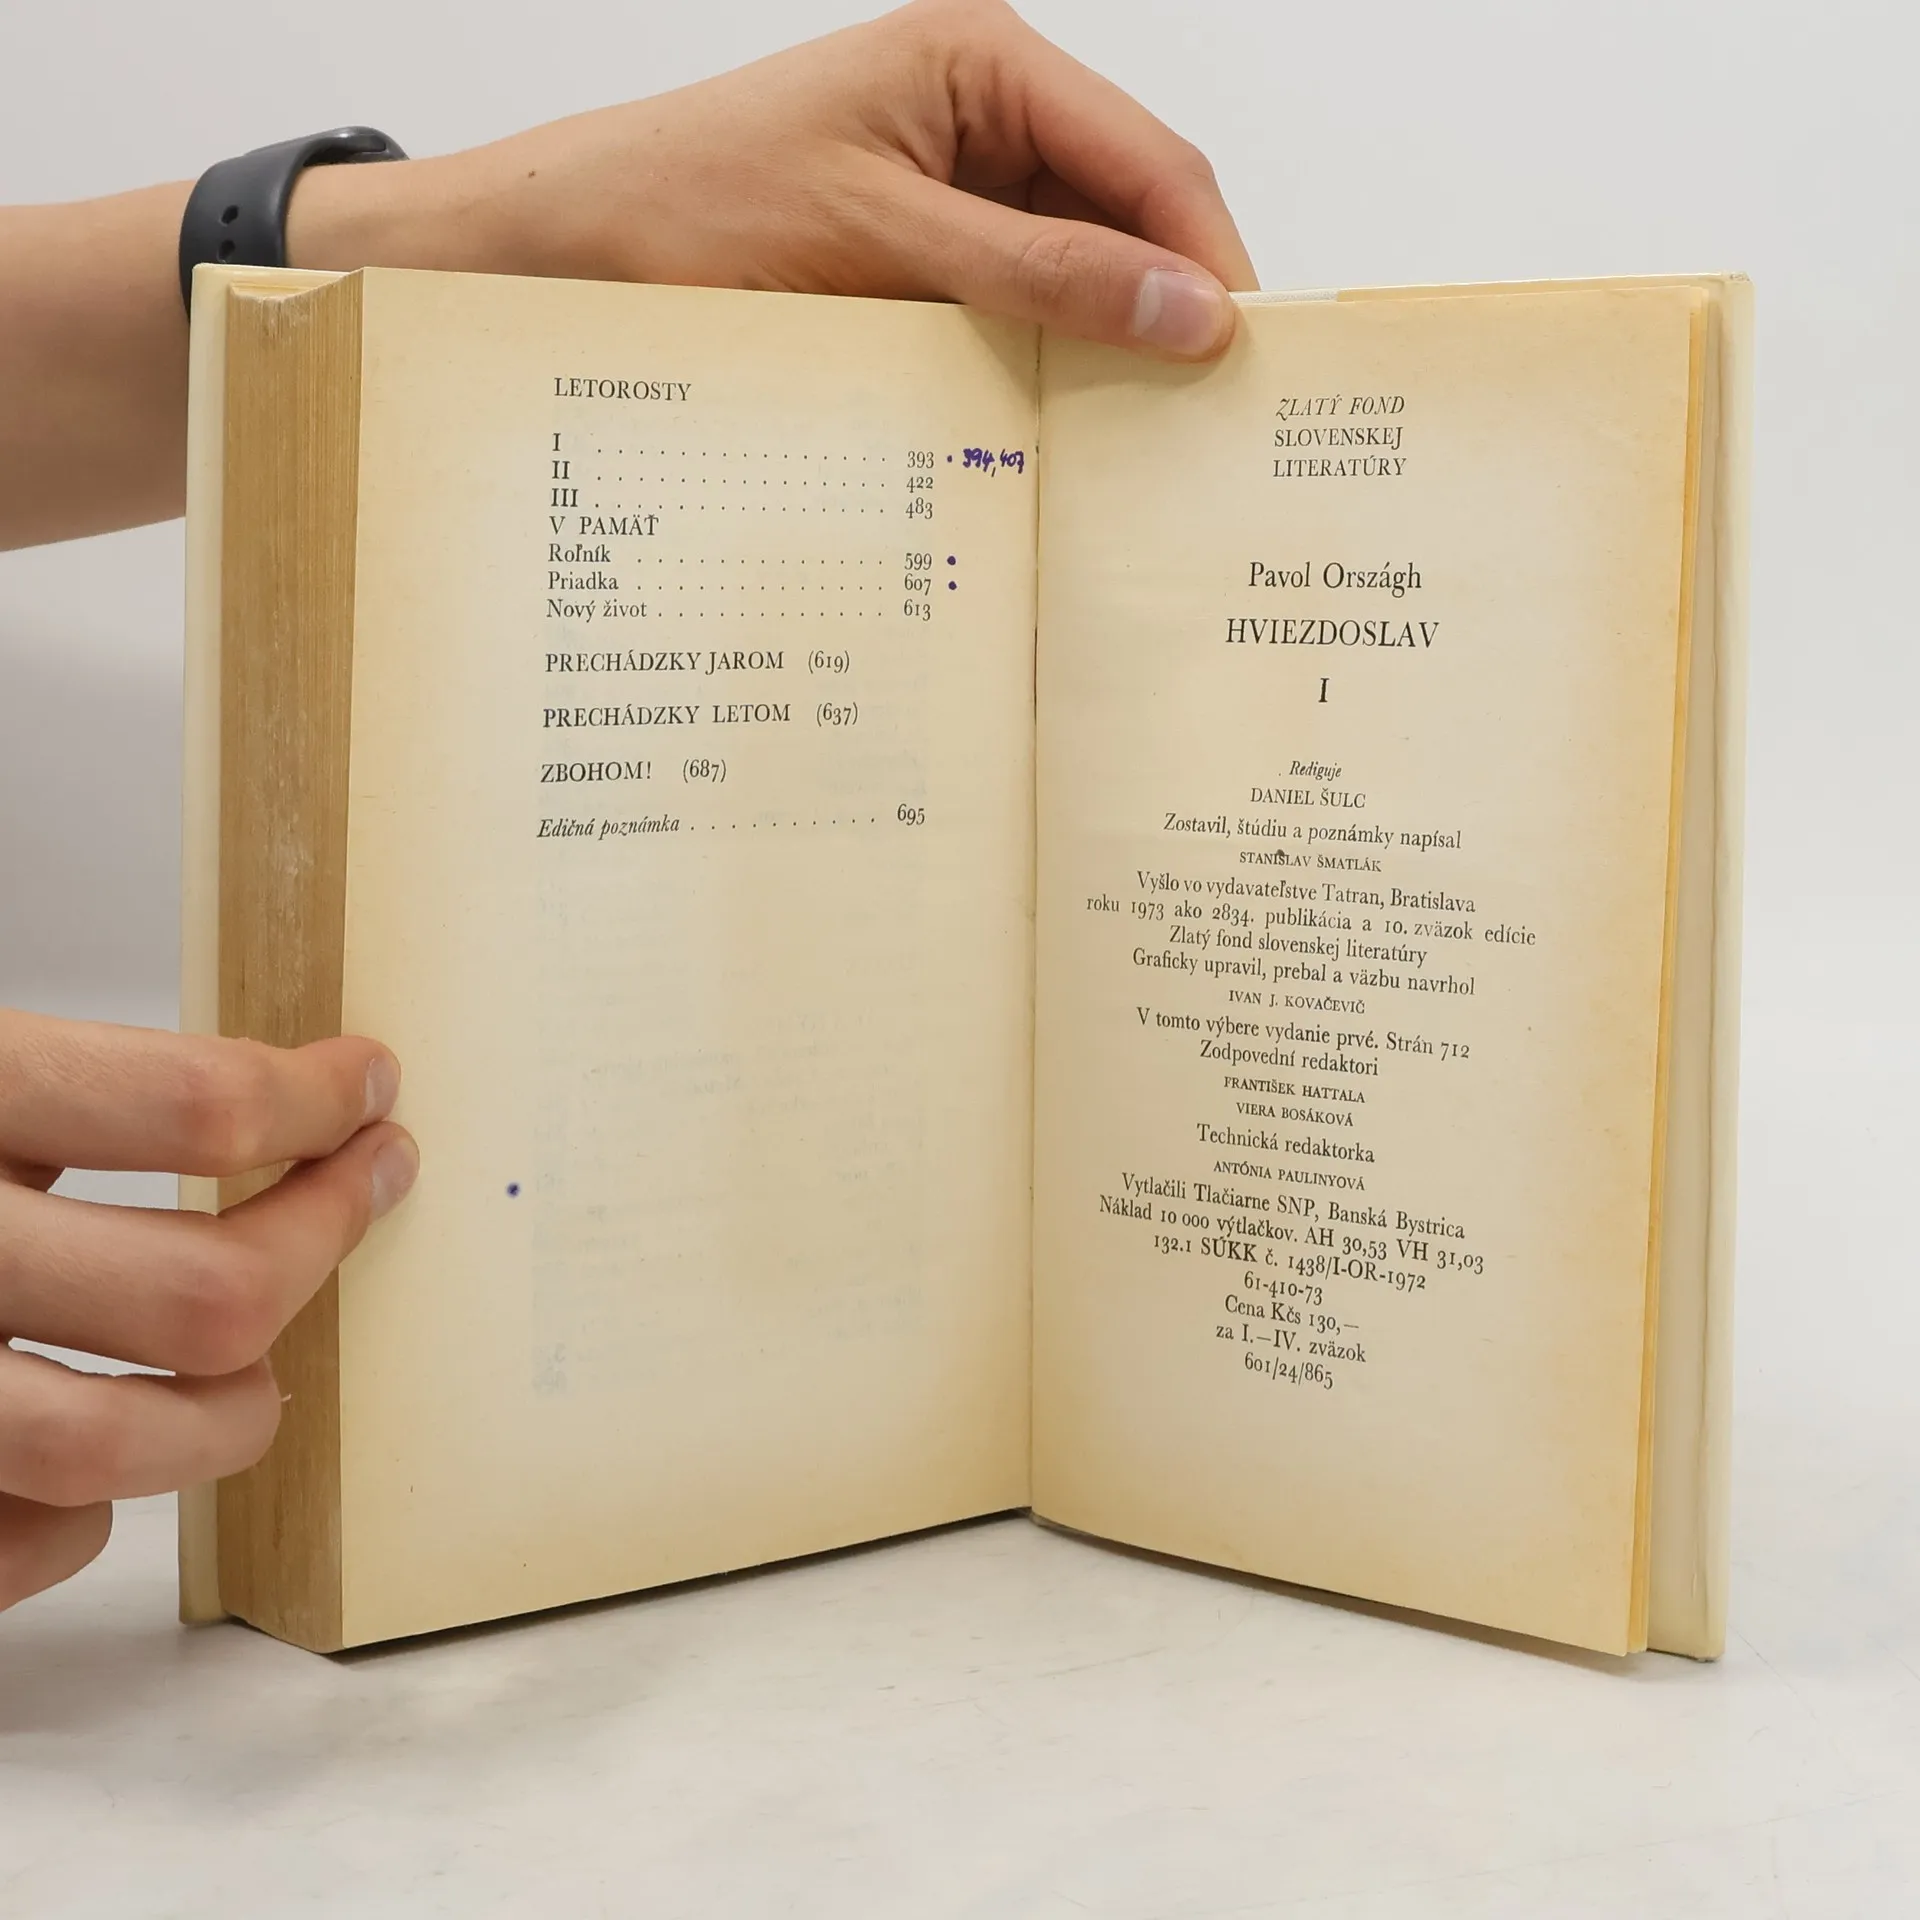 LETOROSTY
I . . . . . . . . . . . . . . . 393 • 394,407
II . . . . . . . . . . . . . . . 422
III . . . . . . . . . . . . . . . 483
V PAMÄŤ
Roľník . . . . . . . . . . . . . 599 •
Priadka . . . . . . . . . . . . . 607 •
Nový život . . . . . . . . . . . . 613
PRECHÁDZKY JAROM (619)
PRECHÁDZKY LETOM (637)
ZBOHOM! (687)
Edičná poznámka . . . . . . . . . . 695
ZLATÝ FOND
SLOVENSKEJ
LITERATÚRY
Pavol Országh
HVIEZDOSLAV
I
Rediguje
DANIEL ŠULC
Zostavil, štúdiu a poznámky napísal
STANISLAV ŠMATLÁK
Vyšlo vo vydavateľstve Tatran, Bratislava
roku 1973 ako 2834. publikácia a 10. zväzok edície
Zlatý fond slovenskej literatúry
Graficky upravil, prebal a väzbu navrhol
IVAN J. KOVAČEVIČ
V tomto výbere vydanie prvé. Strán 712
Zodpovední redaktori
FRANTIŠEK HATTALA
VIERA BOSÁKOVÁ
Technická redaktorka
ANTÓNIA PAULINYOVÁ
Vytlačili Tlačiarne SNP, Banská Bystrica
Náklad 10 000 výtlačkov. AH 30,53 VH 31,03
132.1 SÚKK č. 1438/I-OR-1972
61-410-73
Cena Kčs 130,—
za I.—IV. zväzok
601/24/865